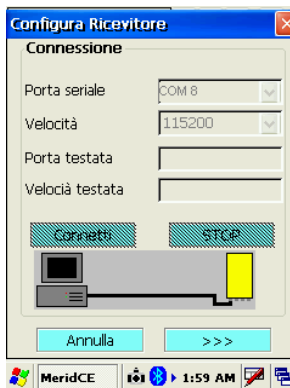 Configura Ricevitore
Connessione
Porta seriale COM 8
Velocità 115200
Porta testata
Velocià testata
Connetti STOP
Annulla >>>
MeridCE 1:59 AM